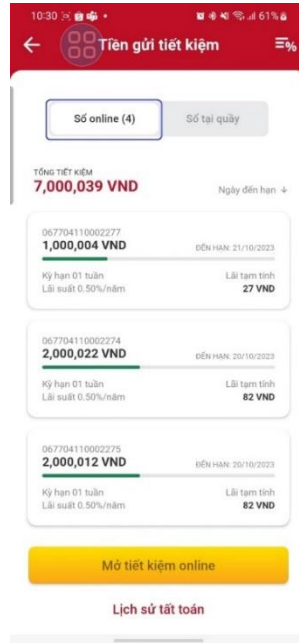 10:30
61%
Tiền gửi tiết kiệm
Sổ online (4)
Sổ tại quầy
TỔNG TIẾT KIỆM
7,000,039 VND
Ngày đến hạn ↓
067704110002277
1,000,004 VND
ĐẾN HẠN: 21/10/2023
Kỳ hạn 01 tuần
Lãi tạm tính
Lãi suất 0.50%/năm
27 VND
067704110002274
2,000,022 VND
ĐẾN HẠN: 20/10/2023
Kỳ hạn 01 tuần
Lãi tạm tính
Lãi suất 0.50%/năm
82 VND
067704110002275
2,000,012 VND
ĐẾN HẠN: 20/10/2023
Kỳ hạn 01 tuần
Lãi tạm tính
Lãi suất 0.50%/năm
82 VND
Mở tiết kiệm online
Lịch sử tất toán